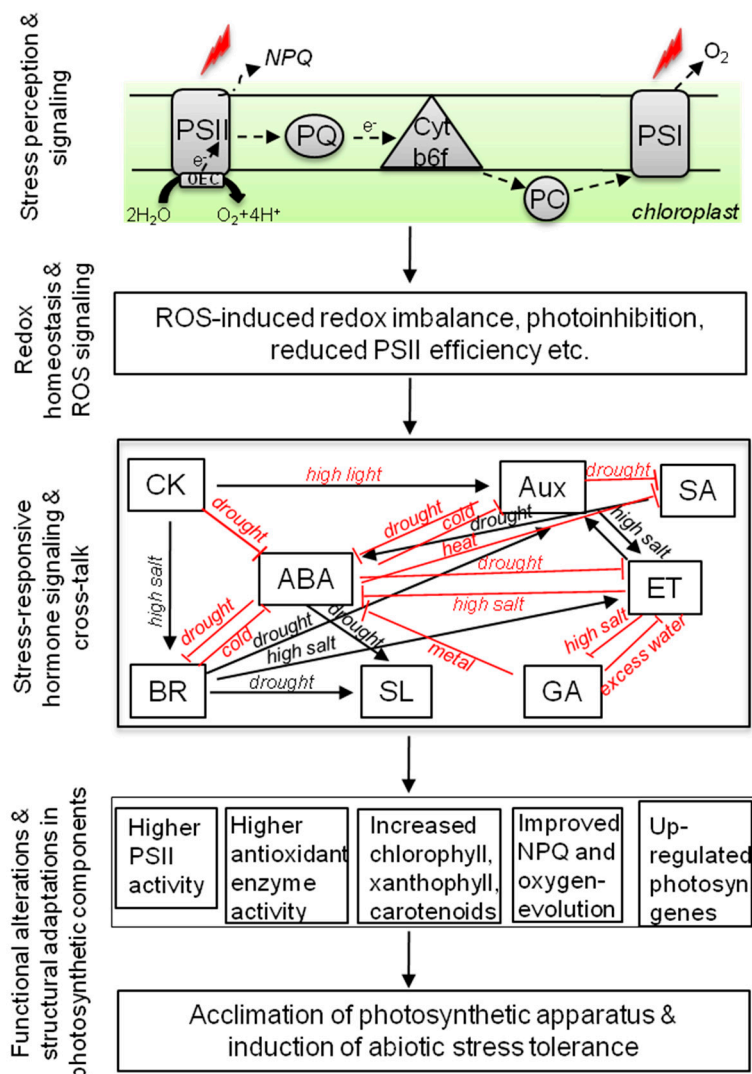 Stress perception &
signaling
NPQ
O2
PSII
PQ
e-
Cyt
b6f
PSI
e-
OEC
PC
2H2O
O2+4H+
chloroplast
Redox
homeostasis &
ROS signaling
ROS-induced redox imbalance, photoinhibition,
reduced PSII efficiency etc.
Stress-responsive
hormone signaling &
cross-talk
CK
high light
Aux
drought
SA
drought
drought
cold
drought
high salt
heat
ABA
drought
ET
high salt
high salt
drought
cold
drought
drought
high salt
metal
high salt
excess water
BR
drought
SL
GA
Functional alterations &
structural adaptations in
photosynthetic components
Higher
PSII
activity
Higher
antioxidant
enzyme
activity
Increased
chlorophyll,
xanthophyll,
carotenoids
Improved
NPQ and
oxygen-
evolution
Up-
regulated
photosyn
genes
Acclimation of photosynthetic apparatus &
induction of abiotic stress tolerance